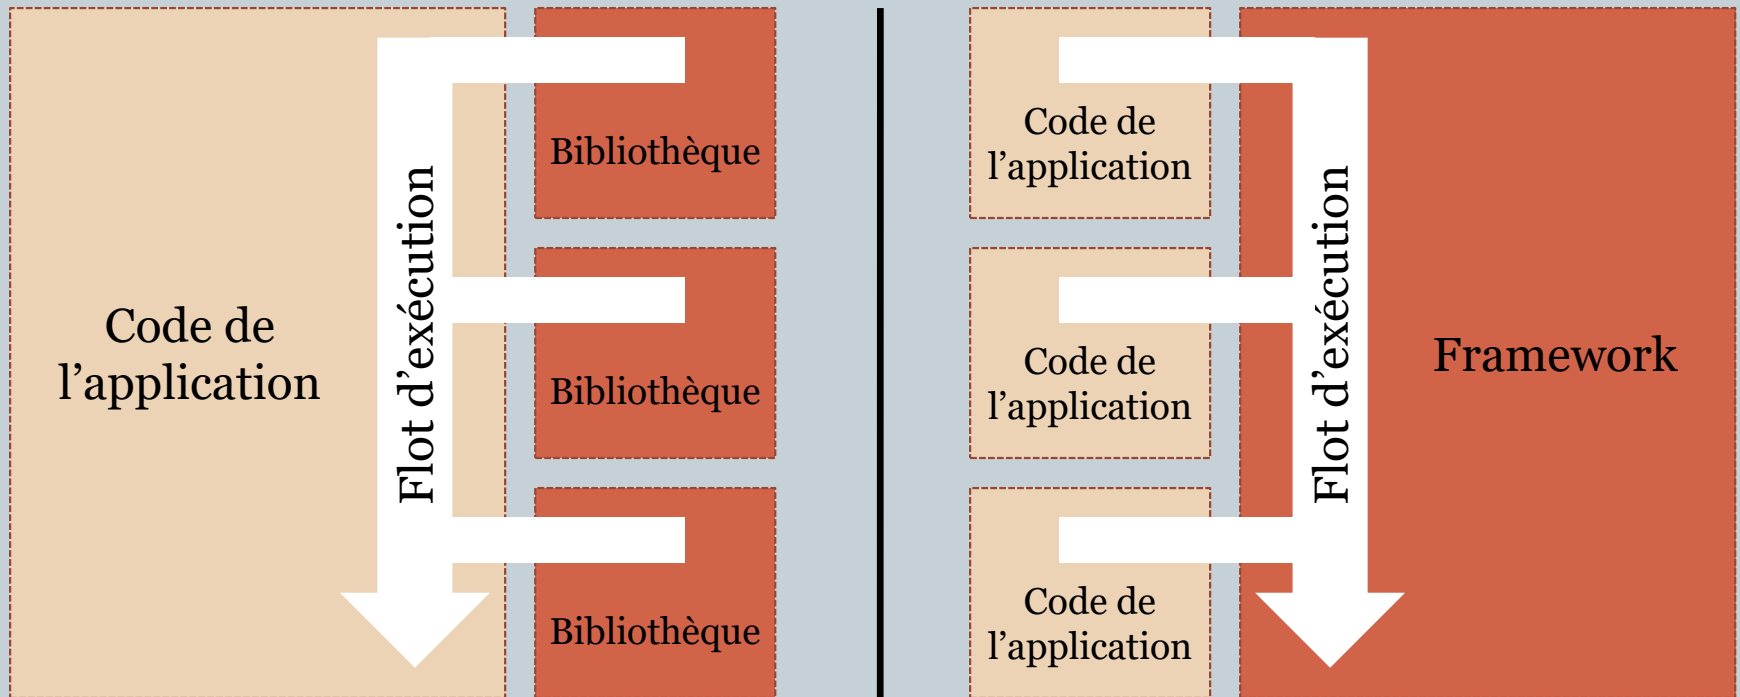 Code de
l’application
Flot d’exécution
Bibliothèque
Bibliothèque
Bibliothèque
Code de
l’application
Code de
l’application
Code de
l’application
Flot d’exécution
Framework